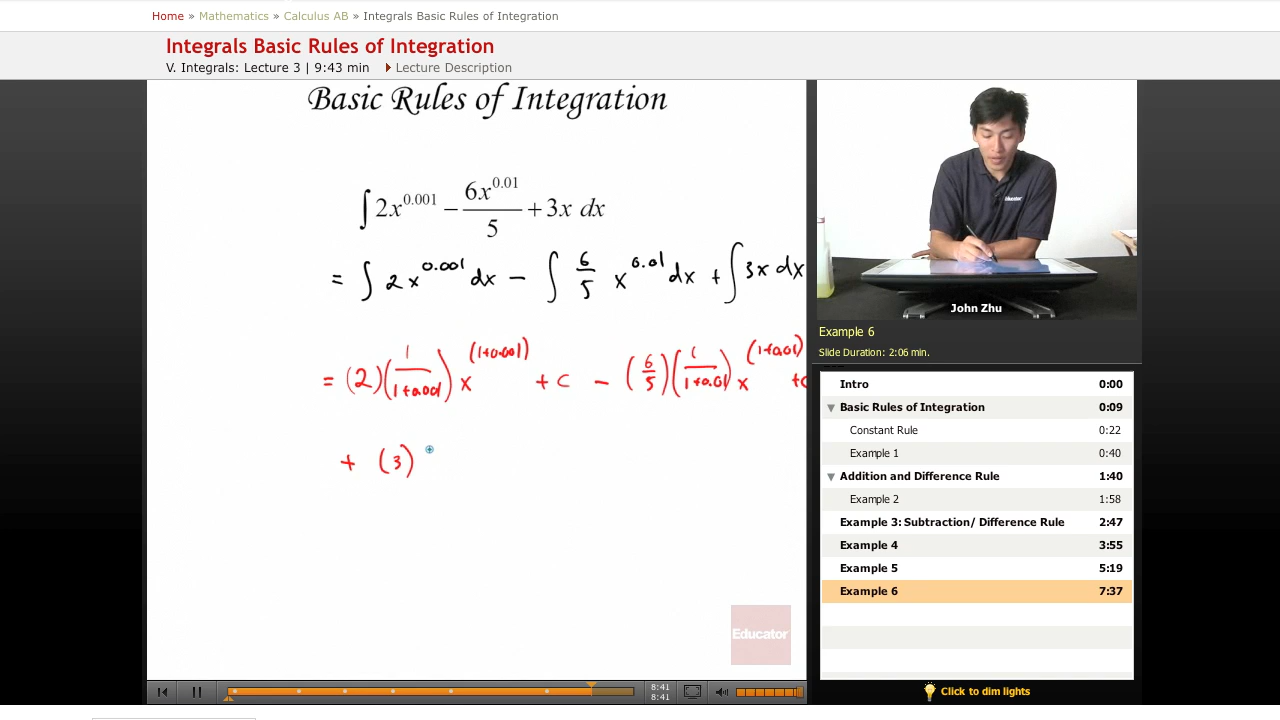 Home » Mathematics » Calculus AB » Integrals Basic Rules of Integration
Integrals Basic Rules of Integration
V. Integrals: Lecture 3 | 9:43 min Lecture Description
Basic Rules of Integration
∫ 2x^0.001 − 6x^0.01/5 + 3x dx
= ∫ 2x^0.001 dx − ∫ 6/5 x^0.01 dx + ∫ 3x dx
= (2)(1/1+0.001) x^(1+0.001) + C − (6/5)(1/1+0.01) x^(1+0.01) + C
+ (3)
Educator
8:41
8:41
Educator
John Zhu
Example 6
Slide Duration: 2:06 min.
Intro 0:00
Basic Rules of Integration 0:09
Constant Rule 0:22
Example 1 0:40
Addition and Difference Rule 1:40
Example 2 1:58
Example 3: Subtraction/ Difference Rule 2:47
Example 4 3:55
Example 5 5:19
Example 6 7:37
Click to dim lights